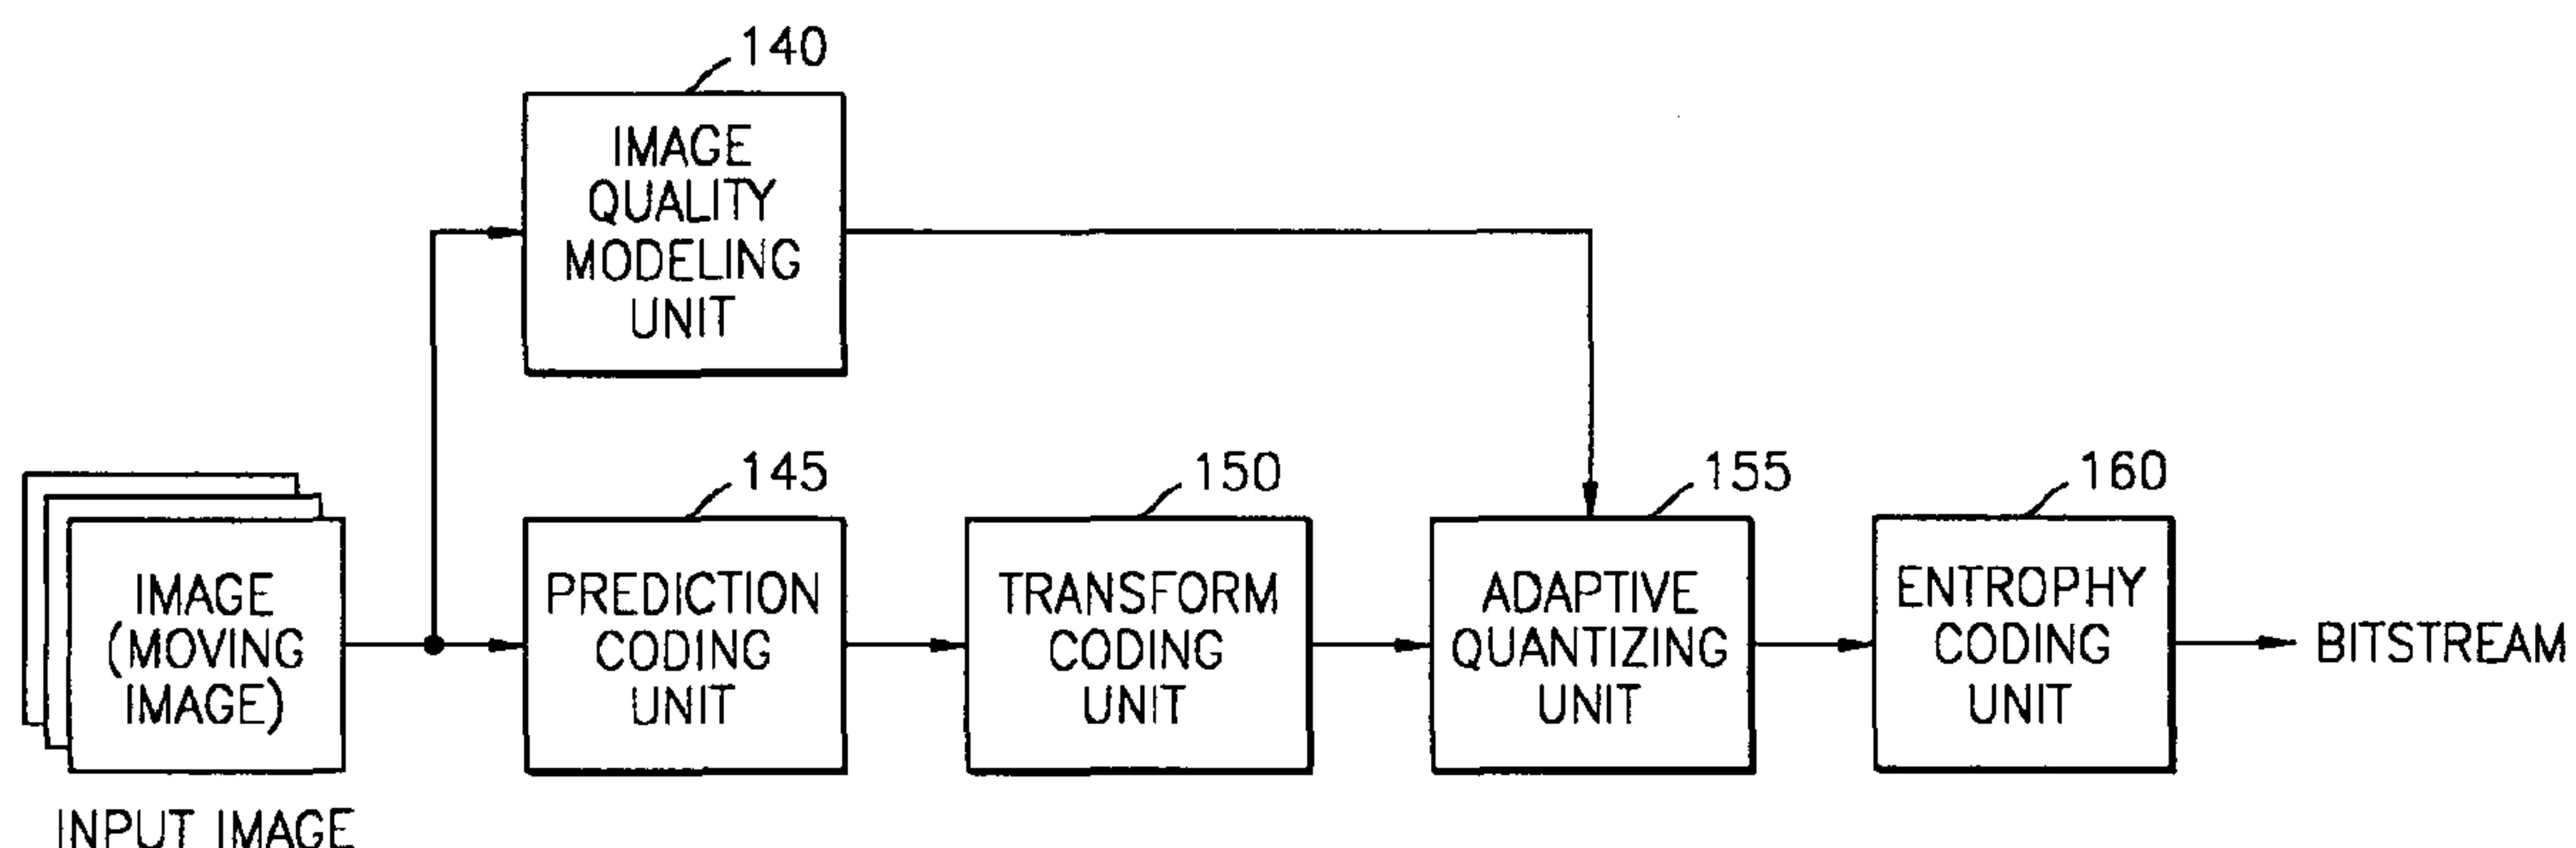 140
IMAGE
QUALITY
MODELING
UNIT
145
150
155
160
IMAGE
(MOVING
IMAGE)
PREDICTION
CODING
UNIT
TRANSFORM
CODING
UNIT
ADAPTIVE
QUANTIZING
UNIT
ENTROPHY
CODING
UNIT
BITSTREAM
INPUT IMAGE